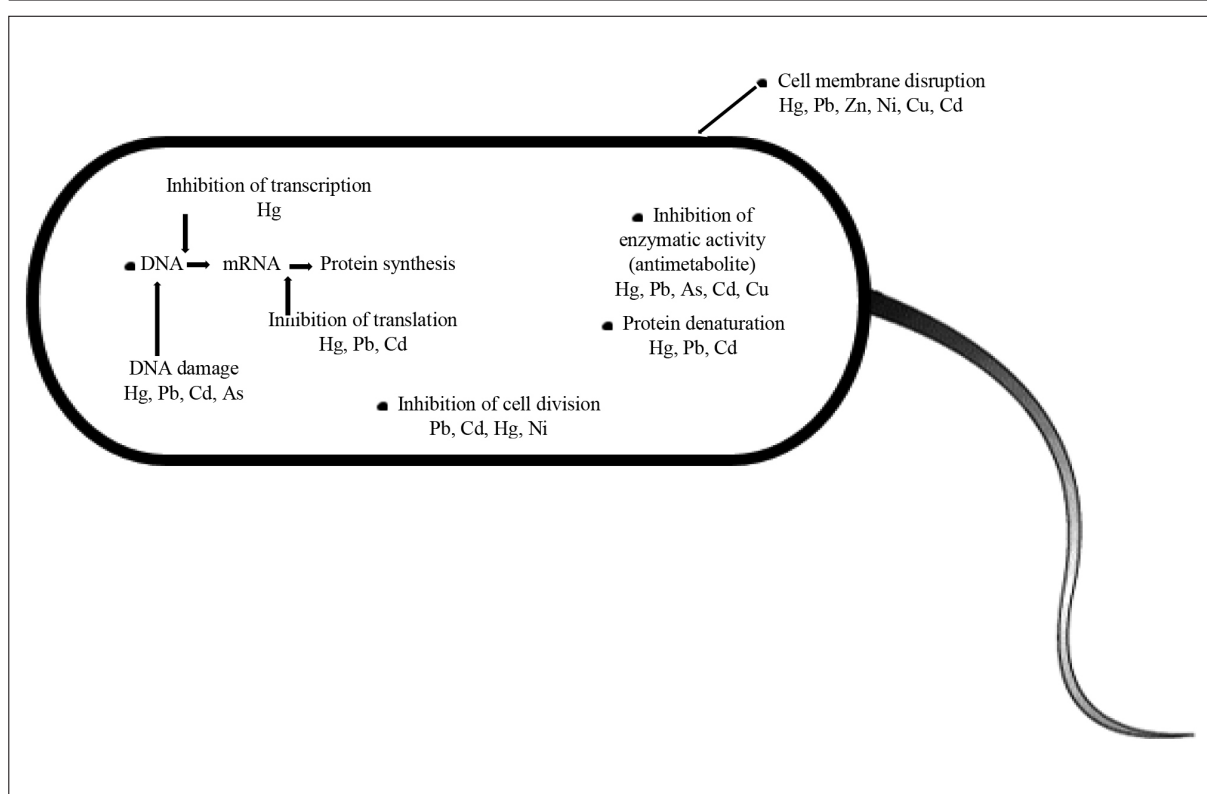 Cell membrane disruption
Hg, Pb, Zn, Ni, Cu, Cd
Inhibition of transcription
Hg
DNA mRNA Protein synthesis
Inhibition of translation
Hg, Pb, Cd
DNA damage
Hg, Pb, Cd, As
Inhibition of
enzymatic activity
(antimetabolite)
Hg, Pb, As, Cd, Cu
Protein denaturation
Hg, Pb, Cd
Inhibition of cell division
Pb, Cd, Hg, Ni